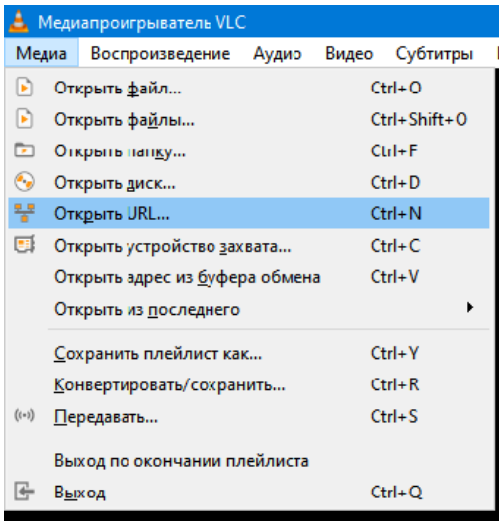 Медиапроигрыватель VLC
Медиа Воспроизведение Аудио Видео Субтитры
Открыть файл... Ctrl+O
Открыть файлы... Ctrl+Shift+O
Открыть папку... Ctrl+F
Открыть диск... Ctrl+D
Открыть URL... Ctrl+N
Открыть устройство захвата... Ctrl+C
Открыть адрес из буфера обмена Ctrl+V
Открыть из последнего
Сохранить плейлист как... Ctrl+Y
Конвертировать/сохранить... Ctrl+R
Передавать... Ctrl+S
Выход по окончании плейлиста
Выход Ctrl+Q